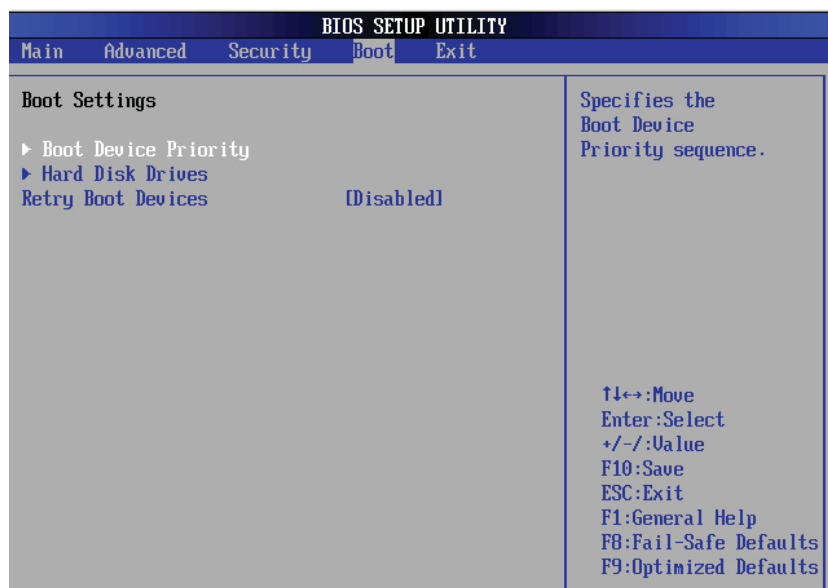 BIOS SETUP UTILITY
Main Advanced Security Boot Exit
Boot Settings
▶ Boot Device Priority
▶ Hard Disk Drives
Retry Boot Devices [Disabled]
Specifies the
Boot Device
Priority sequence.
↑↓←→:Move
Enter:Select
+/-/:Value
F10:Save
ESC:Exit
F1:General Help
F8:Fail-Safe Defaults
F9:Optimized Defaults